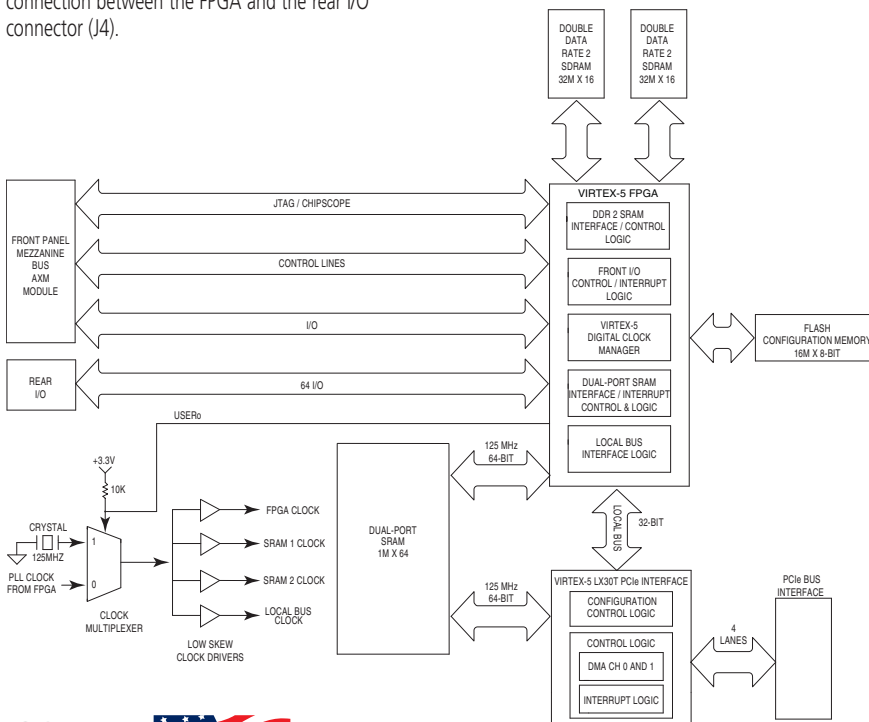 connection between the FPGA and the rear I/O
connector (J4).
DOUBLE
DATA
RATE 2
SDRAM
32M X 16
DOUBLE
DATA
RATE 2
SDRAM
32M X 16
VIRTEX-5 FPGA
DDR 2 SRAM
INTERFACE / CONTROL
LOGIC
FRONT I/O
CONTROL / INTERRUPT
LOGIC
VIRTEX-5
DIGITAL CLOCK
MANAGER
DUAL-PORT SRAM
INTERFACE / INTERRUPT
CONTROL & LOGIC
LOCAL BUS
INTERFACE LOGIC
JTAG / CHIPSCOPE
CONTROL LINES
I/O
64 I/O
FRONT PANEL
MEZZANINE
BUS
AXM
MODULE
REAR
I/O
FLASH
CONFIGURATION MEMORY
16M X 8-BIT
USERo
+3.3V
10K
CRYSTAL
125MHZ
1
PLL CLOCK
FROM FPGA
0
CLOCK
MULTIPLEXER
FPGA CLOCK
SRAM 1 CLOCK
SRAM 2 CLOCK
LOCAL BUS
CLOCK
LOW SKEW
CLOCK DRIVERS
DUAL-PORT
SRAM
1M X 64
125 MHz
64-BIT
125 MHz
64-BIT
LOCAL BUS
32-BIT
VIRTEX-5 LX30T PCIe INTERFACE
CONFIGURATION
CONTROL LOGIC
CONTROL LOGIC
DMA CH 0 AND 1
INTERRUPT LOGIC
4
LANES
PCIe BUS
INTERFACE